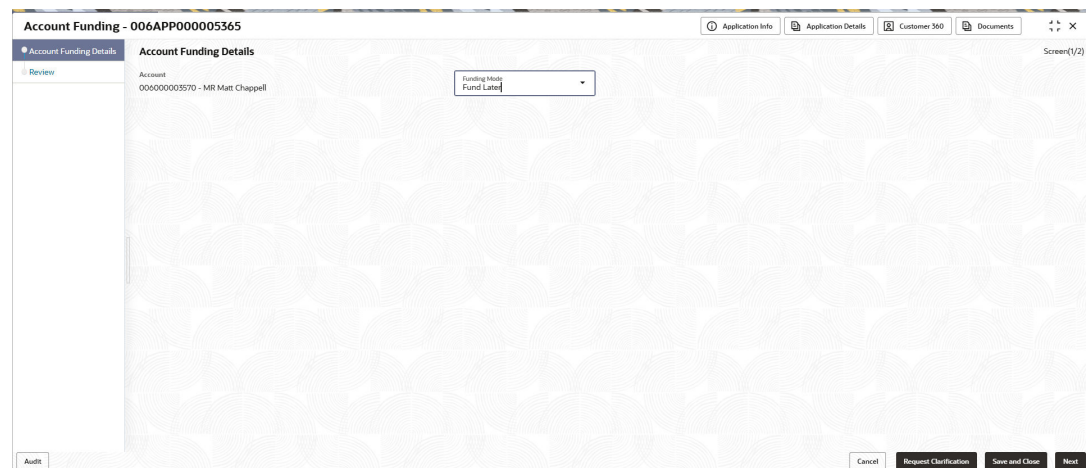 Account Funding - 006APP000005365
Application Info
Application Details
Customer 360
Documents
Account Funding Details
Review
Account Funding Details
Screen(1/2)
Account
006000003570 - MR Matt Chappell
Funding Mode
Fund Later
Audit
Cancel
Request Clarification
Save and Close
Next